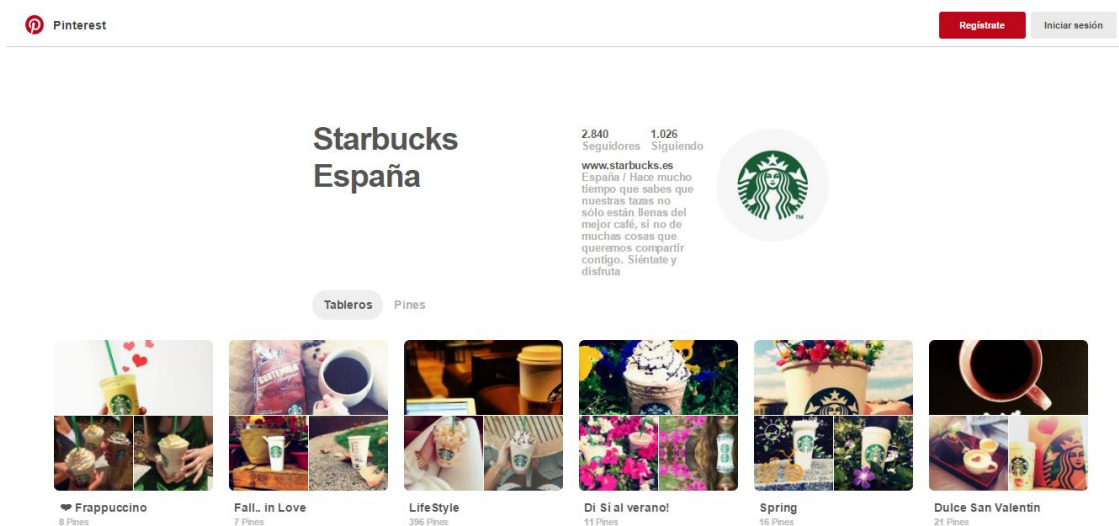 Pinterest
Regístrate
Iniciar sesión
Starbucks
España
2.840
1.026
Seguidores
Siguiendo
www.starbucks.es
España / Hace mucho
tiempo que sabes que
nuestras tazas no
sólo están llenas del
mejor café, si no de
muchas cosas que
queremos compartir
contigo. Siéntate y
disfruta
TM
Tableros
Pines
GUATEMALA
❤ Frappuccino
8 Pines
Fall.. in Love
7 Pines
LifeStyle
396 Pines
Di Sí al verano!
11 Pines
Spring
16 Pines
Dulce San Valentín
21 Pines